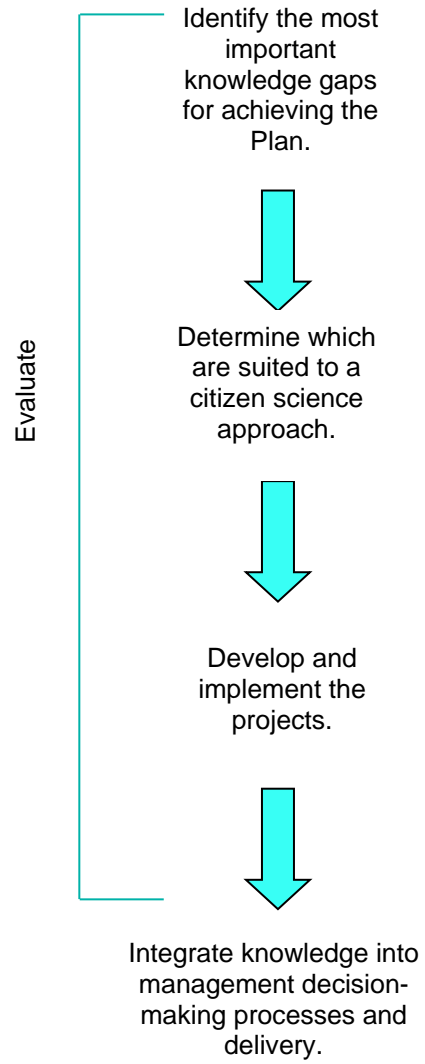 Identify the most
important
knowledge gaps
for achieving the
Plan.
Evaluate
Determine which
are suited to a
citizen science
approach.
Develop and
implement the
projects.
Integrate knowledge into
management decision-
making processes and
delivery.